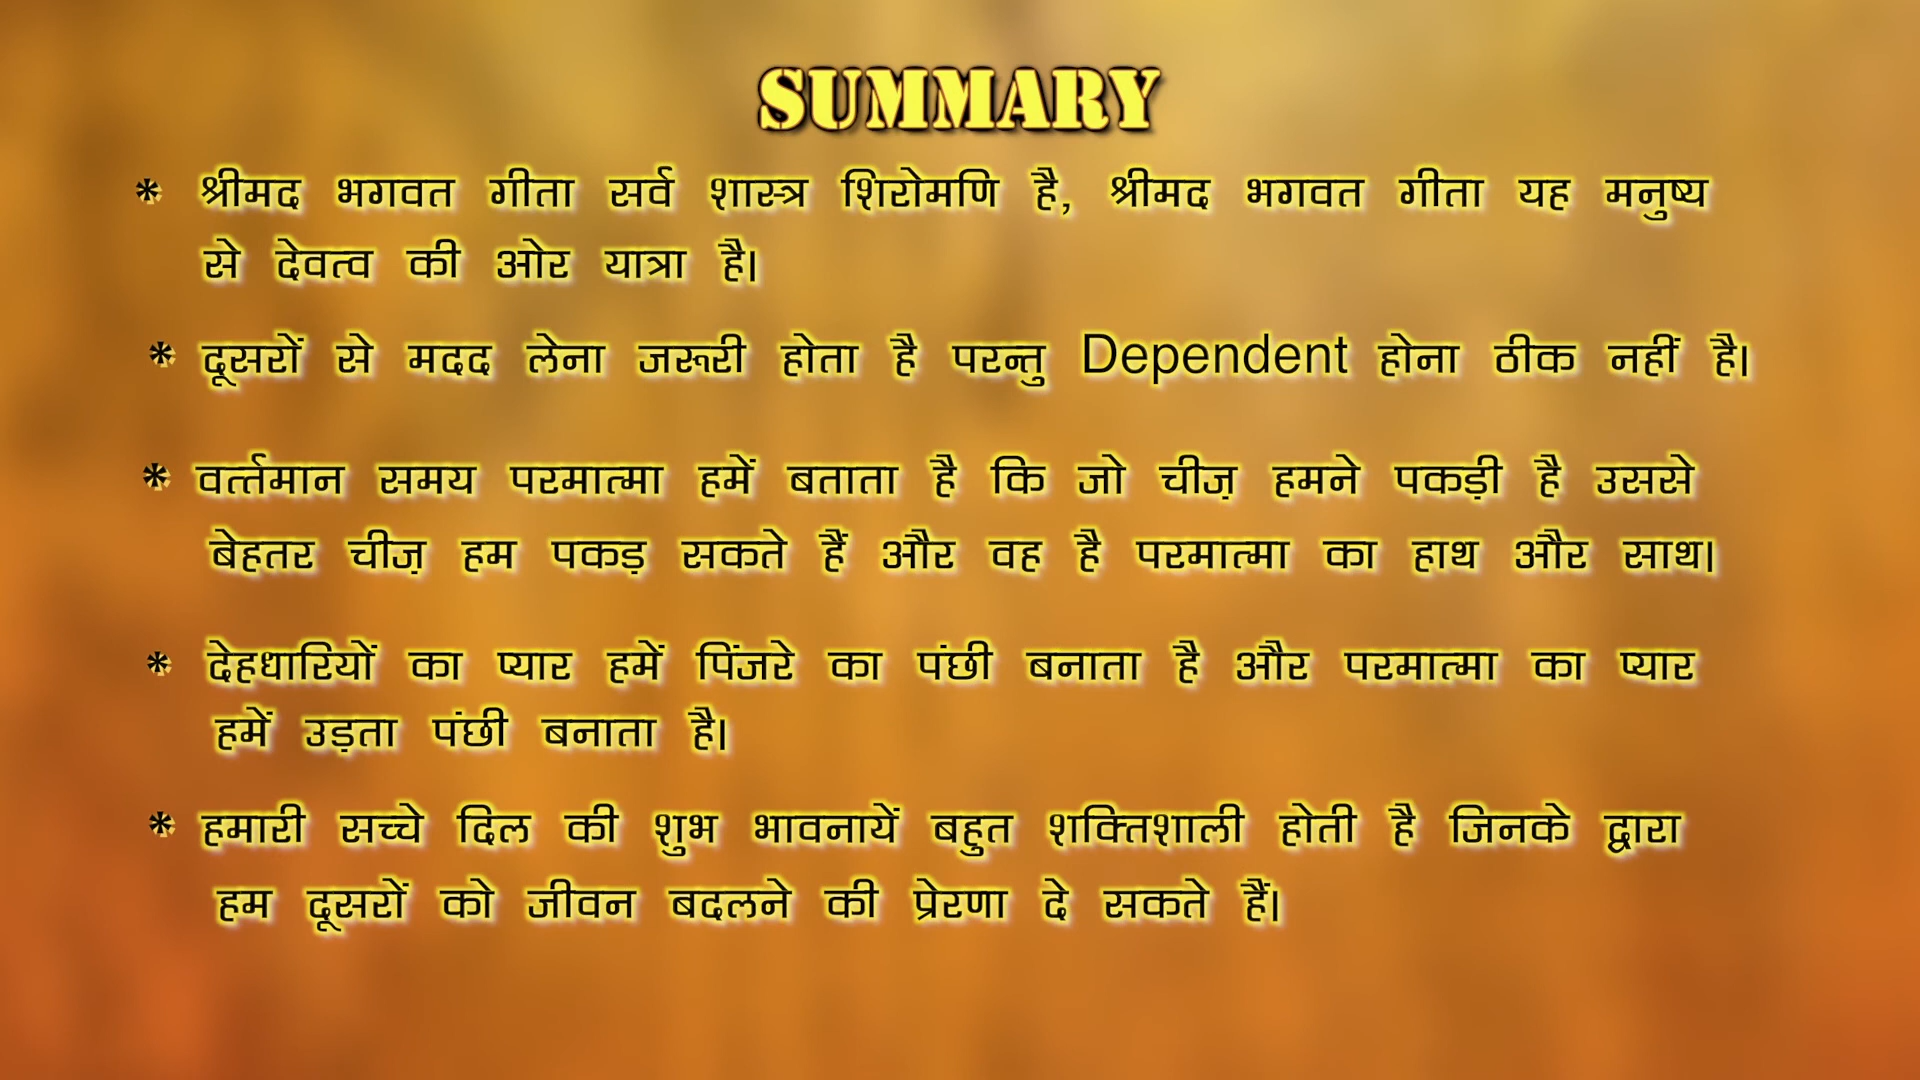 SUMMARY
* श्रीमद भगवत गीता सर्व शास्त्र शिरोमणि है, श्रीमद भगवत गीता यह मनुष्य
से देवत्व की ओर यात्रा है।
* दूसरों से मदद लेना जरूरी होता है परन्तु Dependent होना ठीक नहीं है।
* वर्त्तमान समय परमात्मा हमें बताता है कि जो चीज़ हमने पकड़ी है उससे
बेहतर चीज़ हम पकड़ सकते हैं और वह है परमात्मा का हाथ और साथ।
* देहधारियों का प्यार हमें पिंजरे का पंछी बनाता है और परमात्मा का प्यार
हमें उड़ता पंछी बनाता है।
* हमारी सच्चे दिल की शुभ भावनायें बहुत शक्तिशाली होती है जिनके द्वारा
हम दूसरों को जीवन बदलने की प्रेरणा दे सकते हैं।